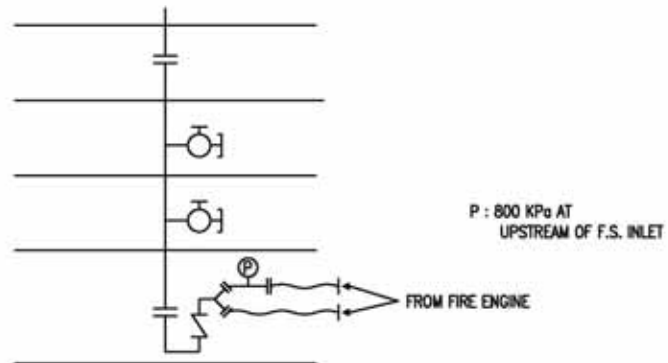 P : 800 KPa AT
UPSTREAM OF F.S. INLET
P
FROM FIRE ENGINE